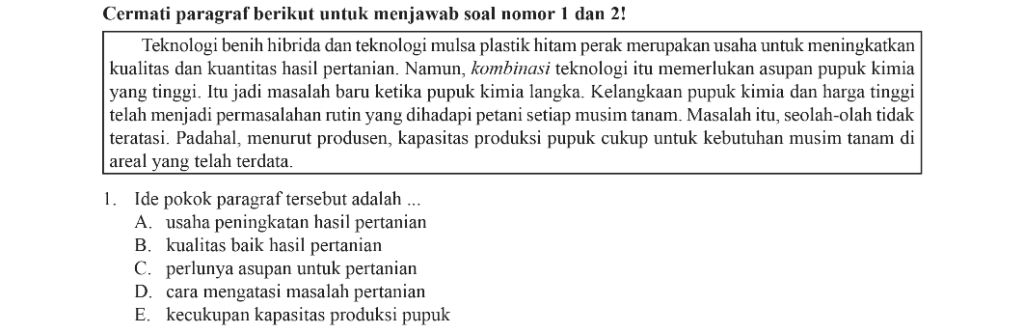 Cermati paragraf berikut untuk menjawab soal nomor 1 dan 2!
Teknologi benih hibrida dan teknologi mulsa plastik hitam perak merupakan usaha untuk meningkatkan
kualitas dan kuantitas hasil pertanian. Namun, kombinasi teknologi itu memerlukan asupan pupuk kimia
yang tinggi. Itu jadi masalah baru ketika pupuk kimia langka. Kelangkaan pupuk kimia dan harga tinggi
telah menjadi permasalahan rutin yang dihadapi petani setiap musim tanam. Masalah itu, seolah-olah tidak
teratasi. Padahal, menurut produsen, kapasitas produksi pupuk cukup untuk kebutuhan musim tanam di
areal yang telah terdata.
1. Ide pokok paragraf tersebut adalah ...
A. usaha peningkatan hasil pertanian
B. kualitas baik hasil pertanian
C. perlunya asupan untuk pertanian
D. cara mengatasi masalah pertanian
E. kecukupan kapasitas produksi pupuk